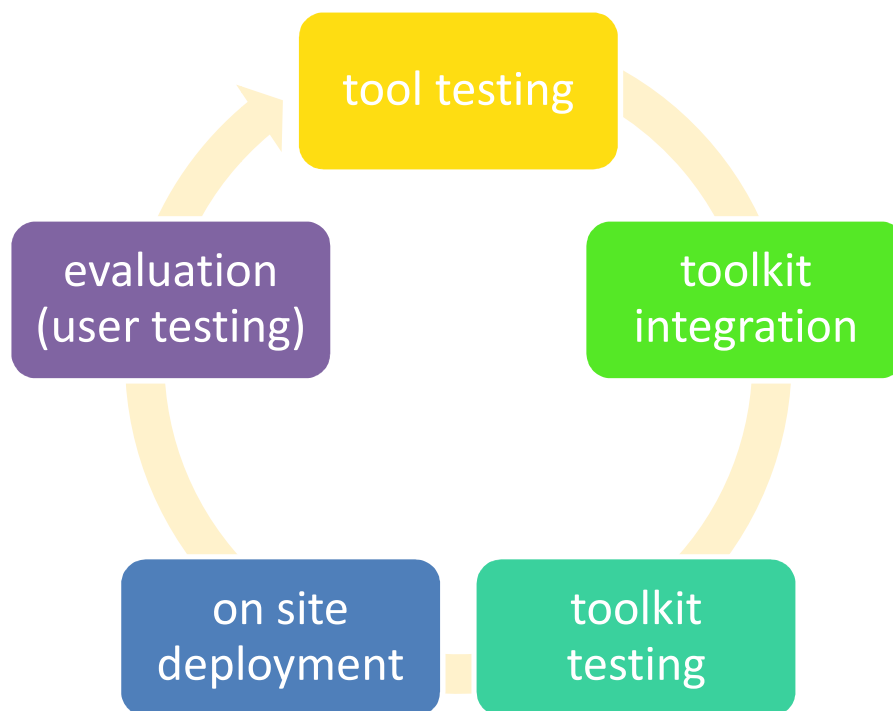 tool testing
toolkit
integration
toolkit
testing
on site
deployment
evaluation
(user testing)